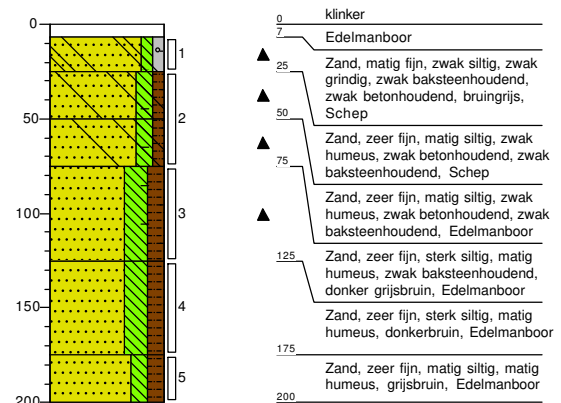 0
50
100
150
200
1
2
3
4
5
0
klinker
7
Edelmanboor
25
Zand, matig fijn, zwak siltig, zwak
grindig, zwak baksteenhoudend,
zwak betonhoudend, bruingrijs,
Schep
50
Zand, zeer fijn, matig siltig, zwak
humeus, zwak betonhoudend, zwak
baksteenhoudend, Schep
75
Zand, zeer fijn, matig siltig, zwak
humeus, zwak betonhoudend, zwak
baksteenhoudend, Edelmanboor
125
Zand, zeer fijn, sterk siltig, matig
humeus, zwak baksteenhoudend,
donker grijsbruin, Edelmanboor
Zand, zeer fijn, sterk siltig, matig
humeus, donkerbruin, Edelmanboor
175
Zand, zeer fijn, matig siltig, matig
humeus, grijsbruin, Edelmanboor
200